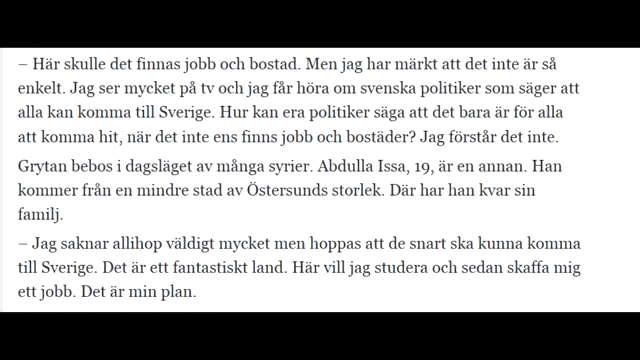 – Här skulle det finnas jobb och bostad. Men jag har märkt att det inte är så
enkelt. Jag ser mycket på tv och jag får höra om svenska politiker som säger att
alla kan komma till Sverige. Hur kan era politiker säga att det bara är för alla
att komma hit, när det inte ens finns jobb och bostäder? Jag förstår det inte.
Grytan bebos i dagsläget av många syrier. Abdulla Issa, 19, är en annan. Han
kommer från en mindre stad av Östersunds storlek. Där har han kvar sin
familj.
– Jag saknar allihop väldigt mycket men hoppas att de snart ska kunna komma
till Sverige. Det är ett fantastiskt land. Här vill jag studera och sedan skaffa mig
ett jobb. Det är min plan.